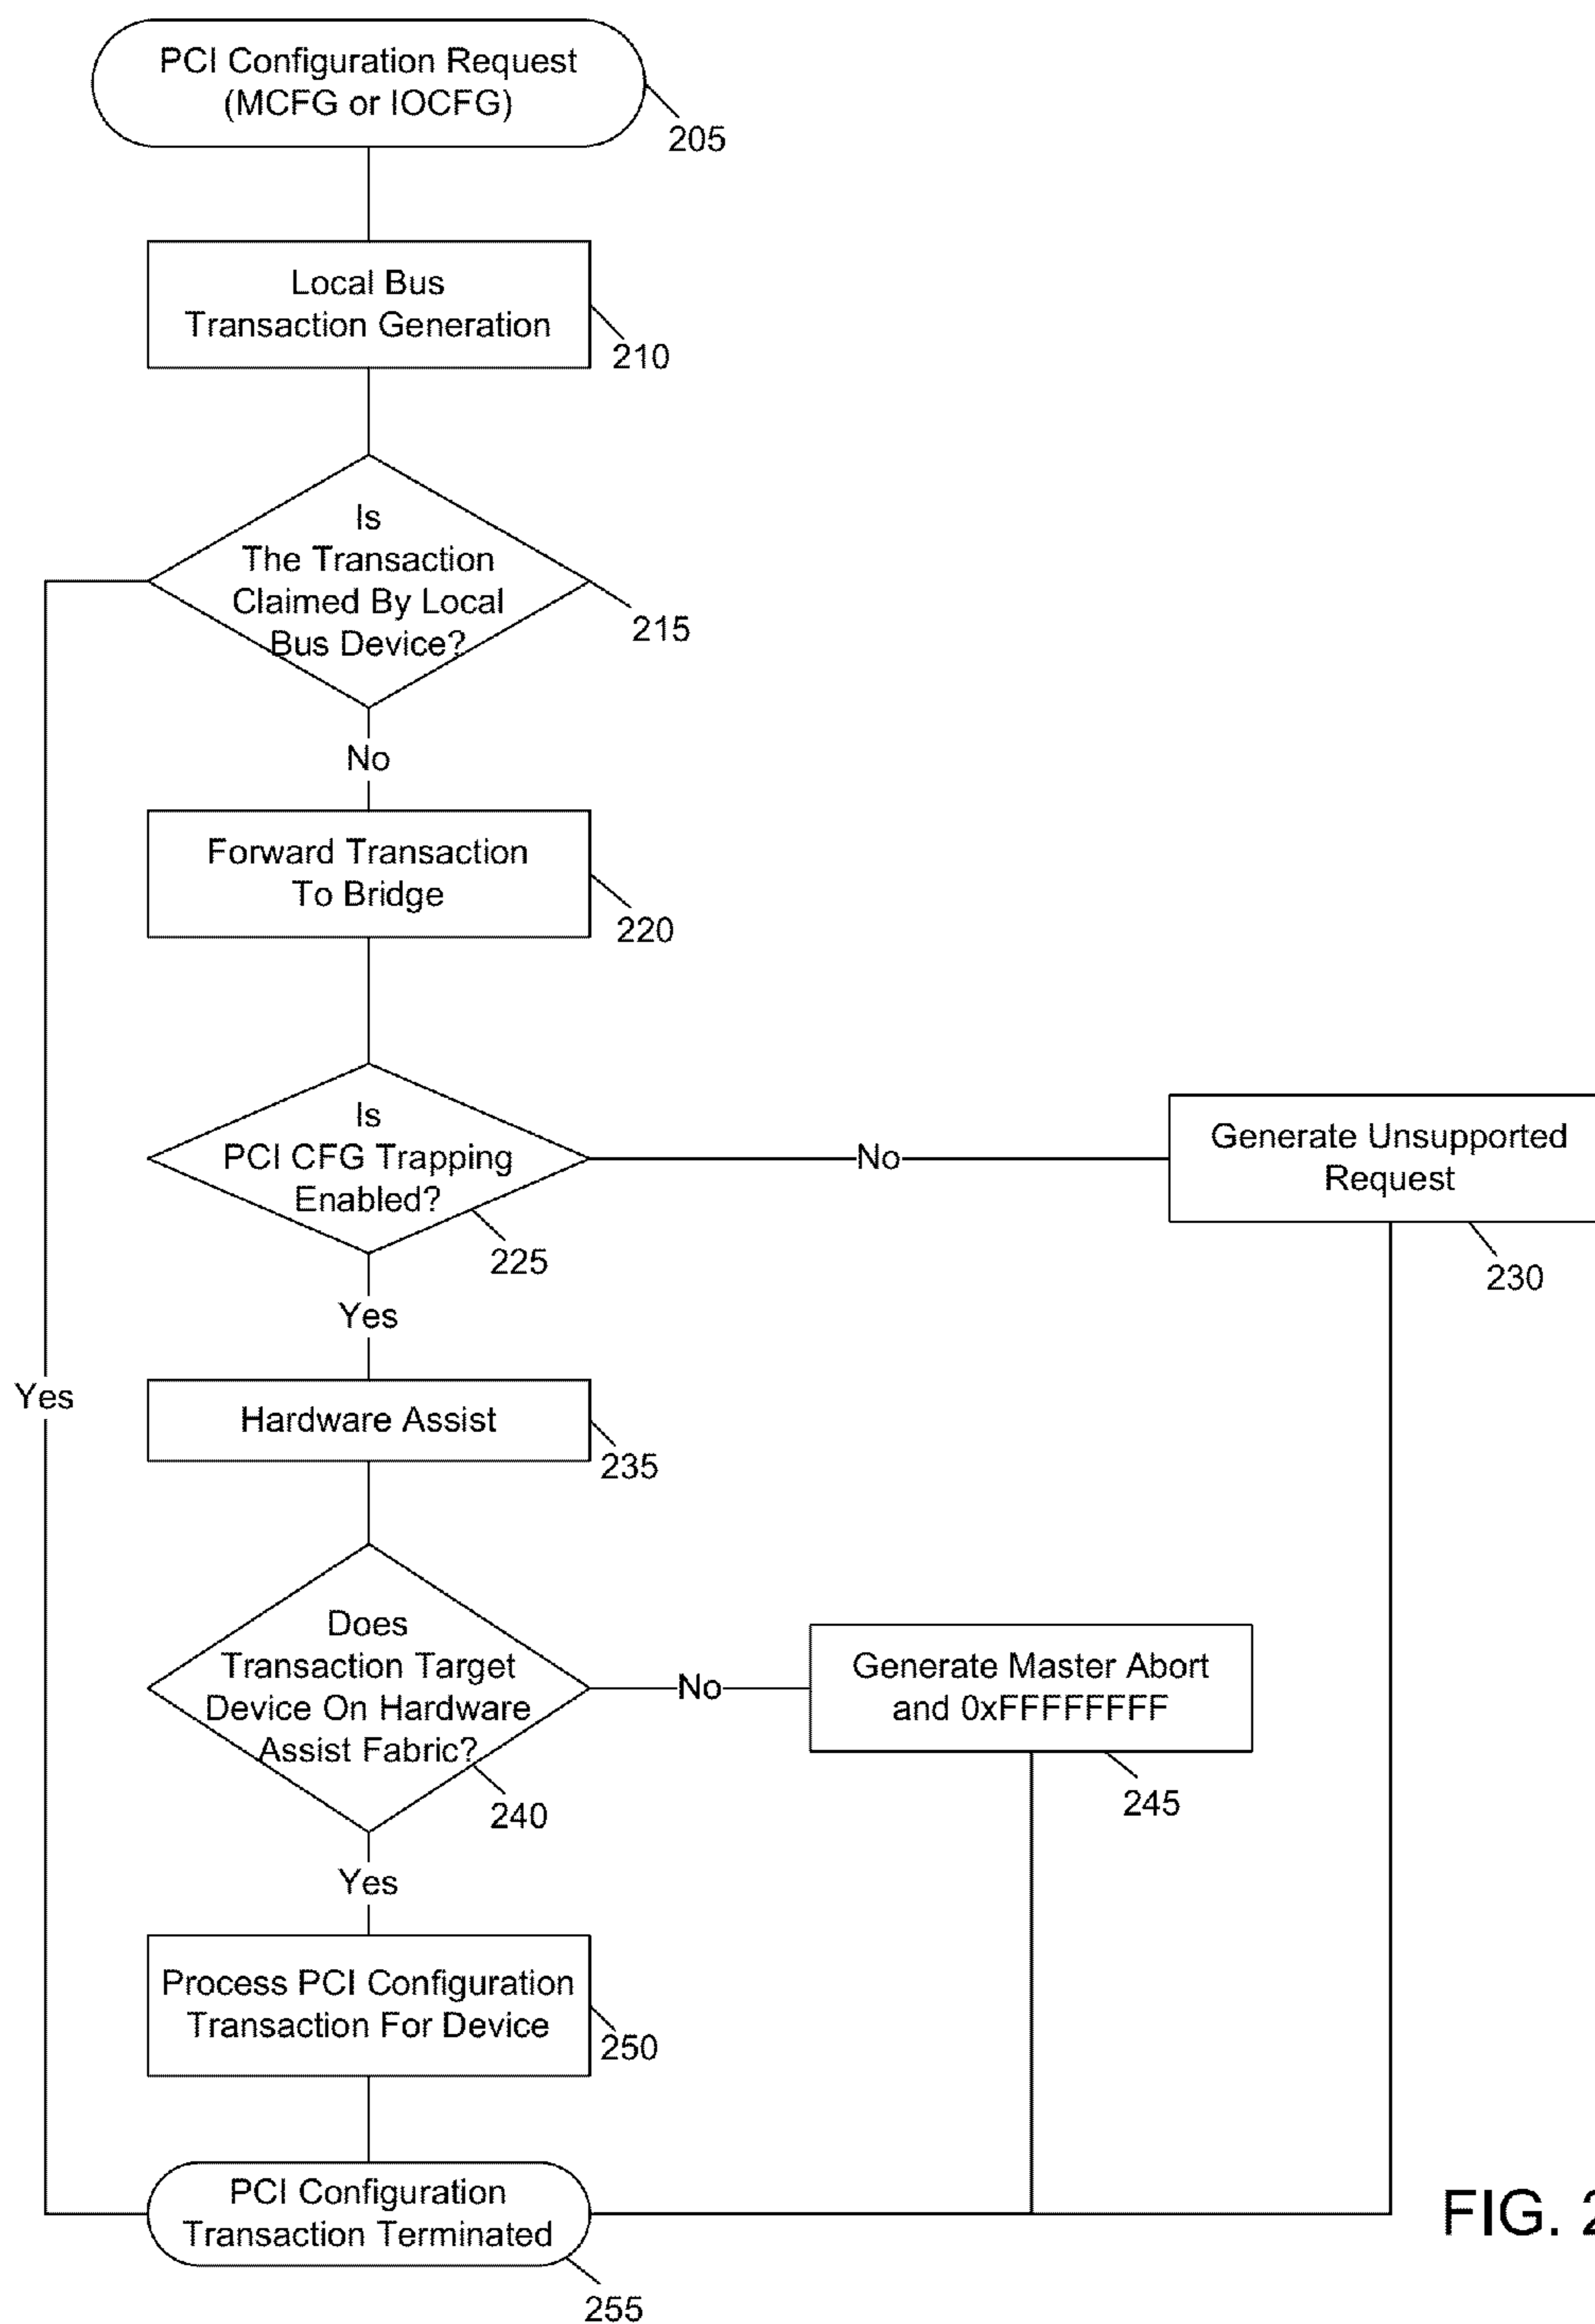 PCI Configuration Request
(MCFG or IOCFG)
205
Local Bus
Transaction Generation
210
Is
The Transaction
Claimed By Local
Bus Device?
215
No
Forward Transaction
To Bridge
220
Is
PCI CFG Trapping
Enabled?
225
No
Generate Unsupported
Request
230
Yes
Yes
Hardware Assist
235
Does
Transaction Target
Device On Hardware
Assist Fabric?
240
No
Generate Master Abort
and 0xFFFFFFFF
245
Yes
Process PCI Configuration
Transaction For Device
250
PCI Configuration
Transaction Terminated
255
FIG. 2